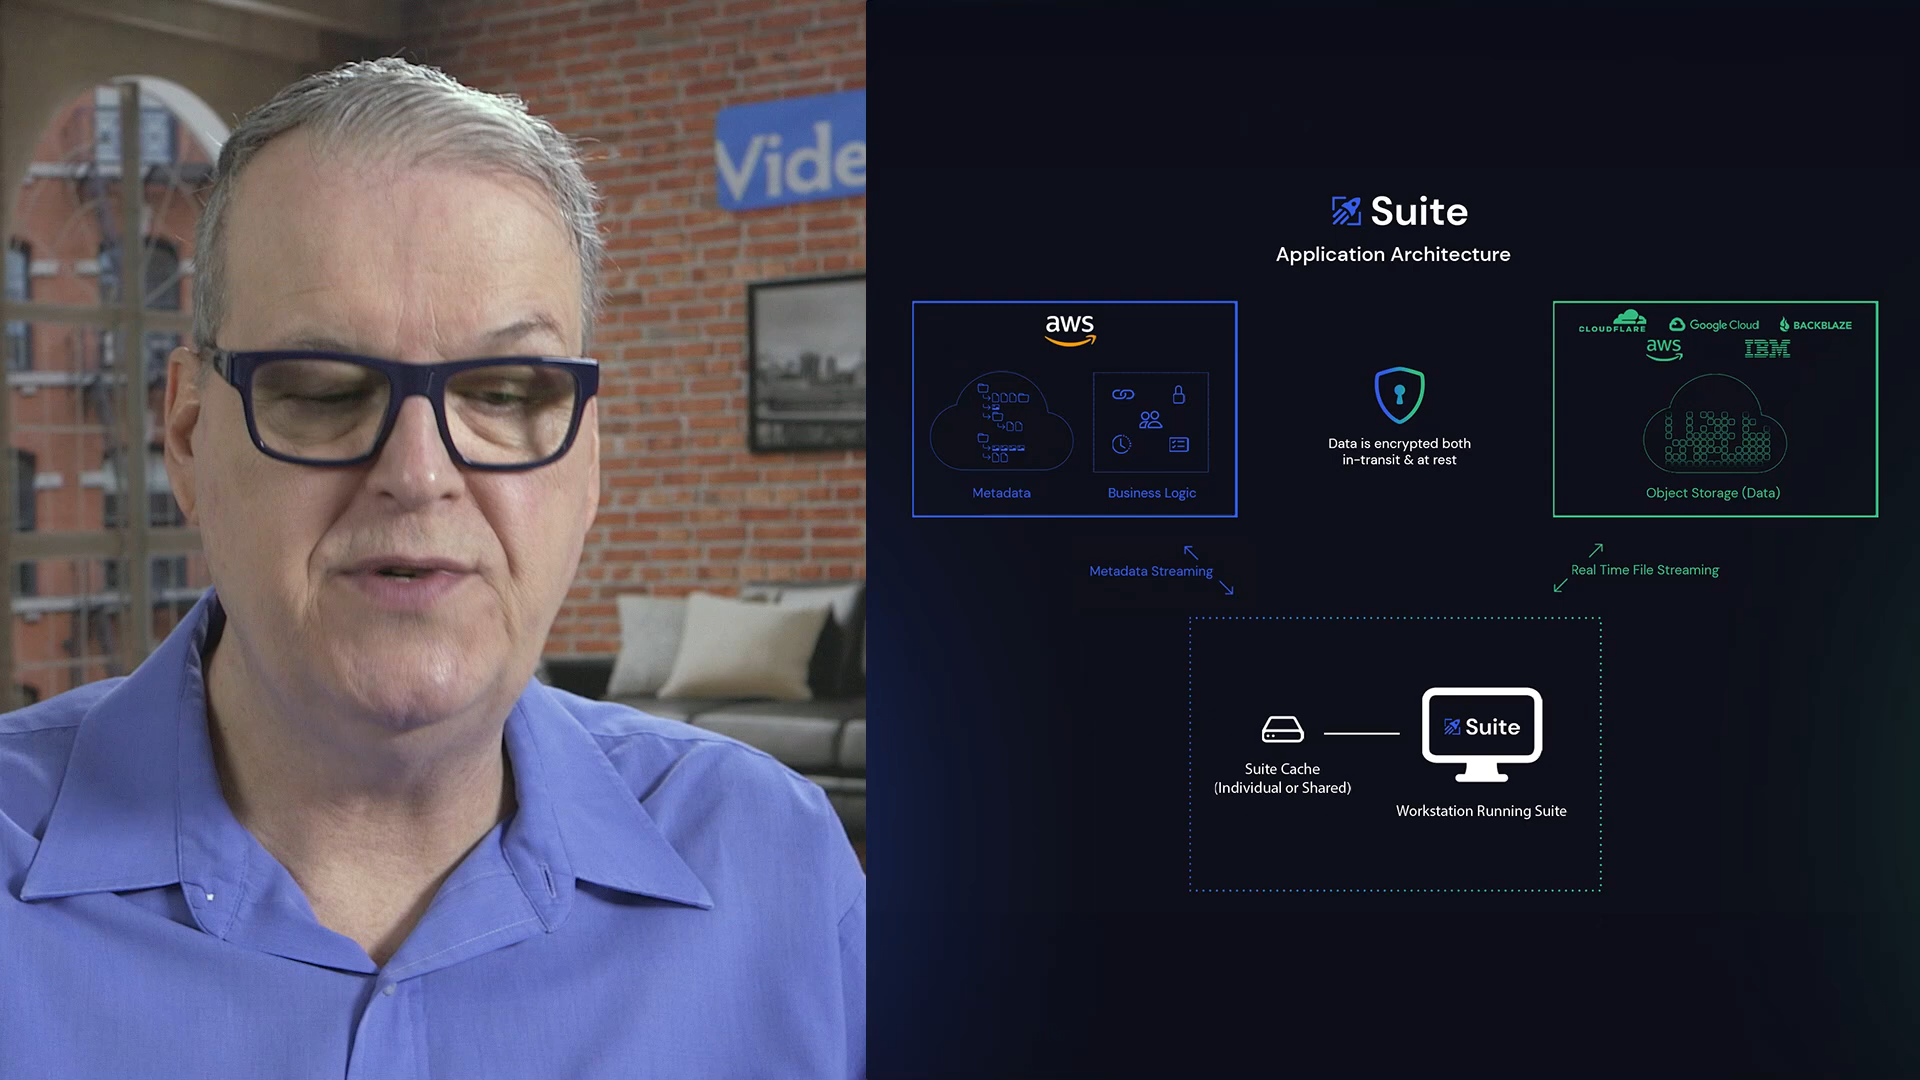 Vide
Suite
Application Architecture
aws
Metadata
Business Logic
Data is encrypted both
in-transit & at rest
CLOUDFLARE
Google Cloud
BACKBLAZE
aws
IBM
Object Storage (Data)
Metadata Streaming
Real Time File Streaming
Suite
Suite Cache
(Individual or Shared)
Workstation Running Suite